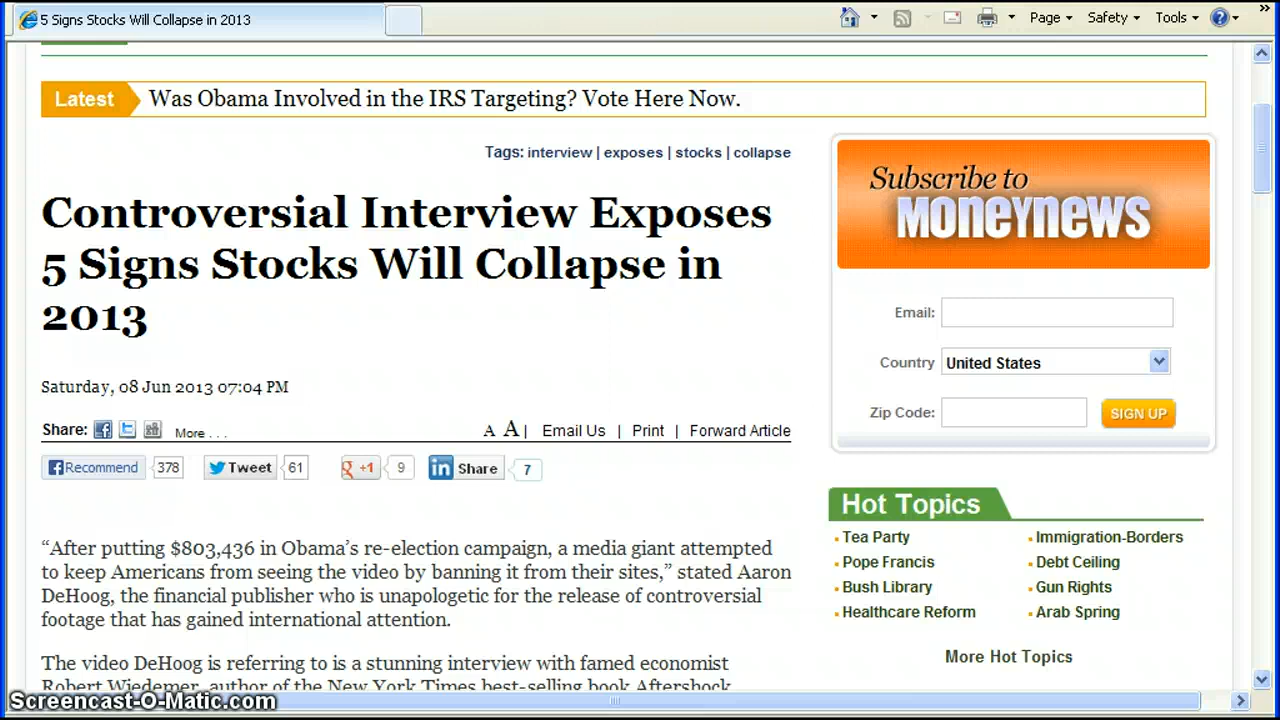 5 Signs Stocks Will Collapse in 2013
Page
Safety
Tools
Latest
Was Obama Involved in the IRS Targeting? Vote Here Now.
Tags: interview | exposes | stocks | collapse
Controversial Interview Exposes
5 Signs Stocks Will Collapse in
2013
Saturday, 08 Jun 2013 07:04 PM
Share:
More . . .
A A | Email Us | Print | Forward Article
Recommend 378
Tweet 61
+1 9
in Share 7
“After putting $803,436 in Obama’s re-election campaign, a media giant attempted
to keep Americans from seeing the video by banning it from their sites,” stated Aaron
DeHoog, the financial publisher who is unapologetic for the release of controversial
footage that has gained international attention.
The video DeHoog is referring to is a stunning interview with famed economist
Robert Wiedemer, author of the New York Times best-selling book Aftershock.
Subscribe to
MONEYNEWS
Email:
Country United States
Zip Code:
SIGN UP
Hot Topics
Tea Party
Immigration-Borders
Pope Francis
Debt Ceiling
Bush Library
Gun Rights
Healthcare Reform
Arab Spring
More Hot Topics
Screencast-O-Matic.com